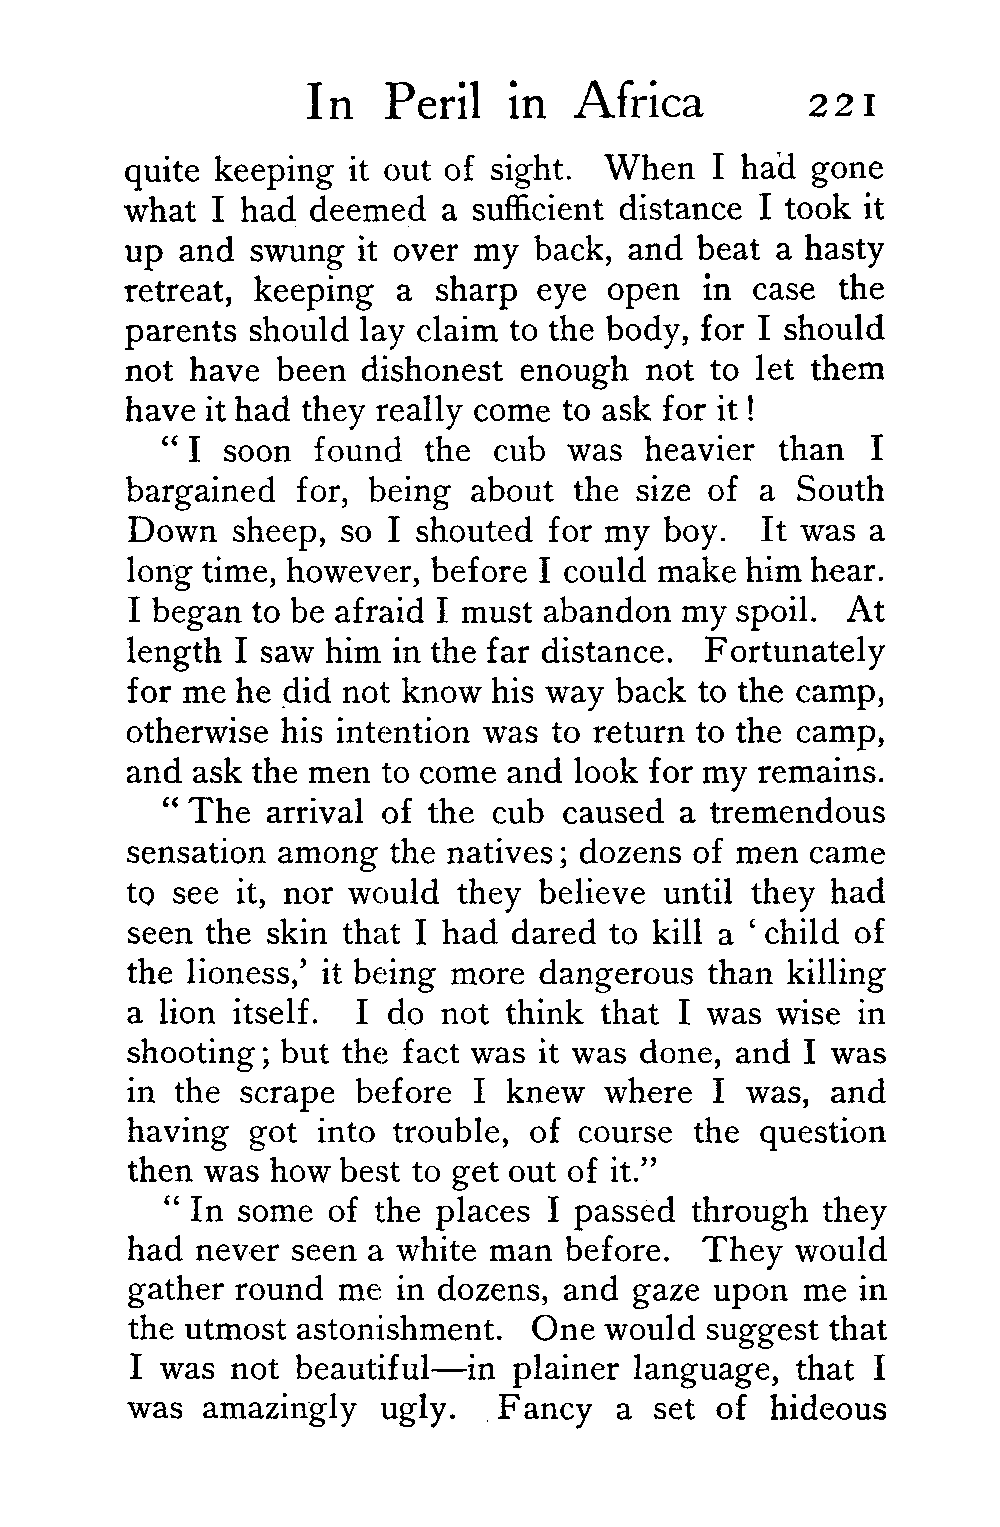 In Peril in Africa 221
quite keeping it out of sight. When I had gone
what I had deemed a sufficient distance I took it
up and swung it over my back, and beat a hasty
retreat, keeping a sharp eye open in case the
parents should lay claim to the body, for I should
not have been dishonest enough not to let them
have it had they really come to ask for it!
“I soon found the cub was heavier than I
bargained for, being about the size of a South
Down sheep, so I shouted for my boy. It was a
long time, however, before I could make him hear.
I began to be afraid I must abandon my spoil. At
length I saw him in the far distance. Fortunately
for me he did not know his way back to the camp,
otherwise his intention was to return to the camp,
and ask the men to come and look for my remains.
“The arrival of the cub caused a tremendous
sensation among the natives; dozens of men came
to see it, nor would they believe until they had
seen the skin that I had dared to kill a ‘child of
the lioness,’ it being more dangerous than killing
a lion itself. I do not think that I was wise in
shooting; but the fact was it was done, and I was
in the scrape before I knew where I was, and
having got into trouble, of course the question
then was how best to get out of it.”
“In some of the places I passed through they
had never seen a white man before. They would
gather round me in dozens, and gaze upon me in
the utmost astonishment. One would suggest that
I was not beautiful—in plainer language, that I
was amazingly ugly. Fancy a set of hideous